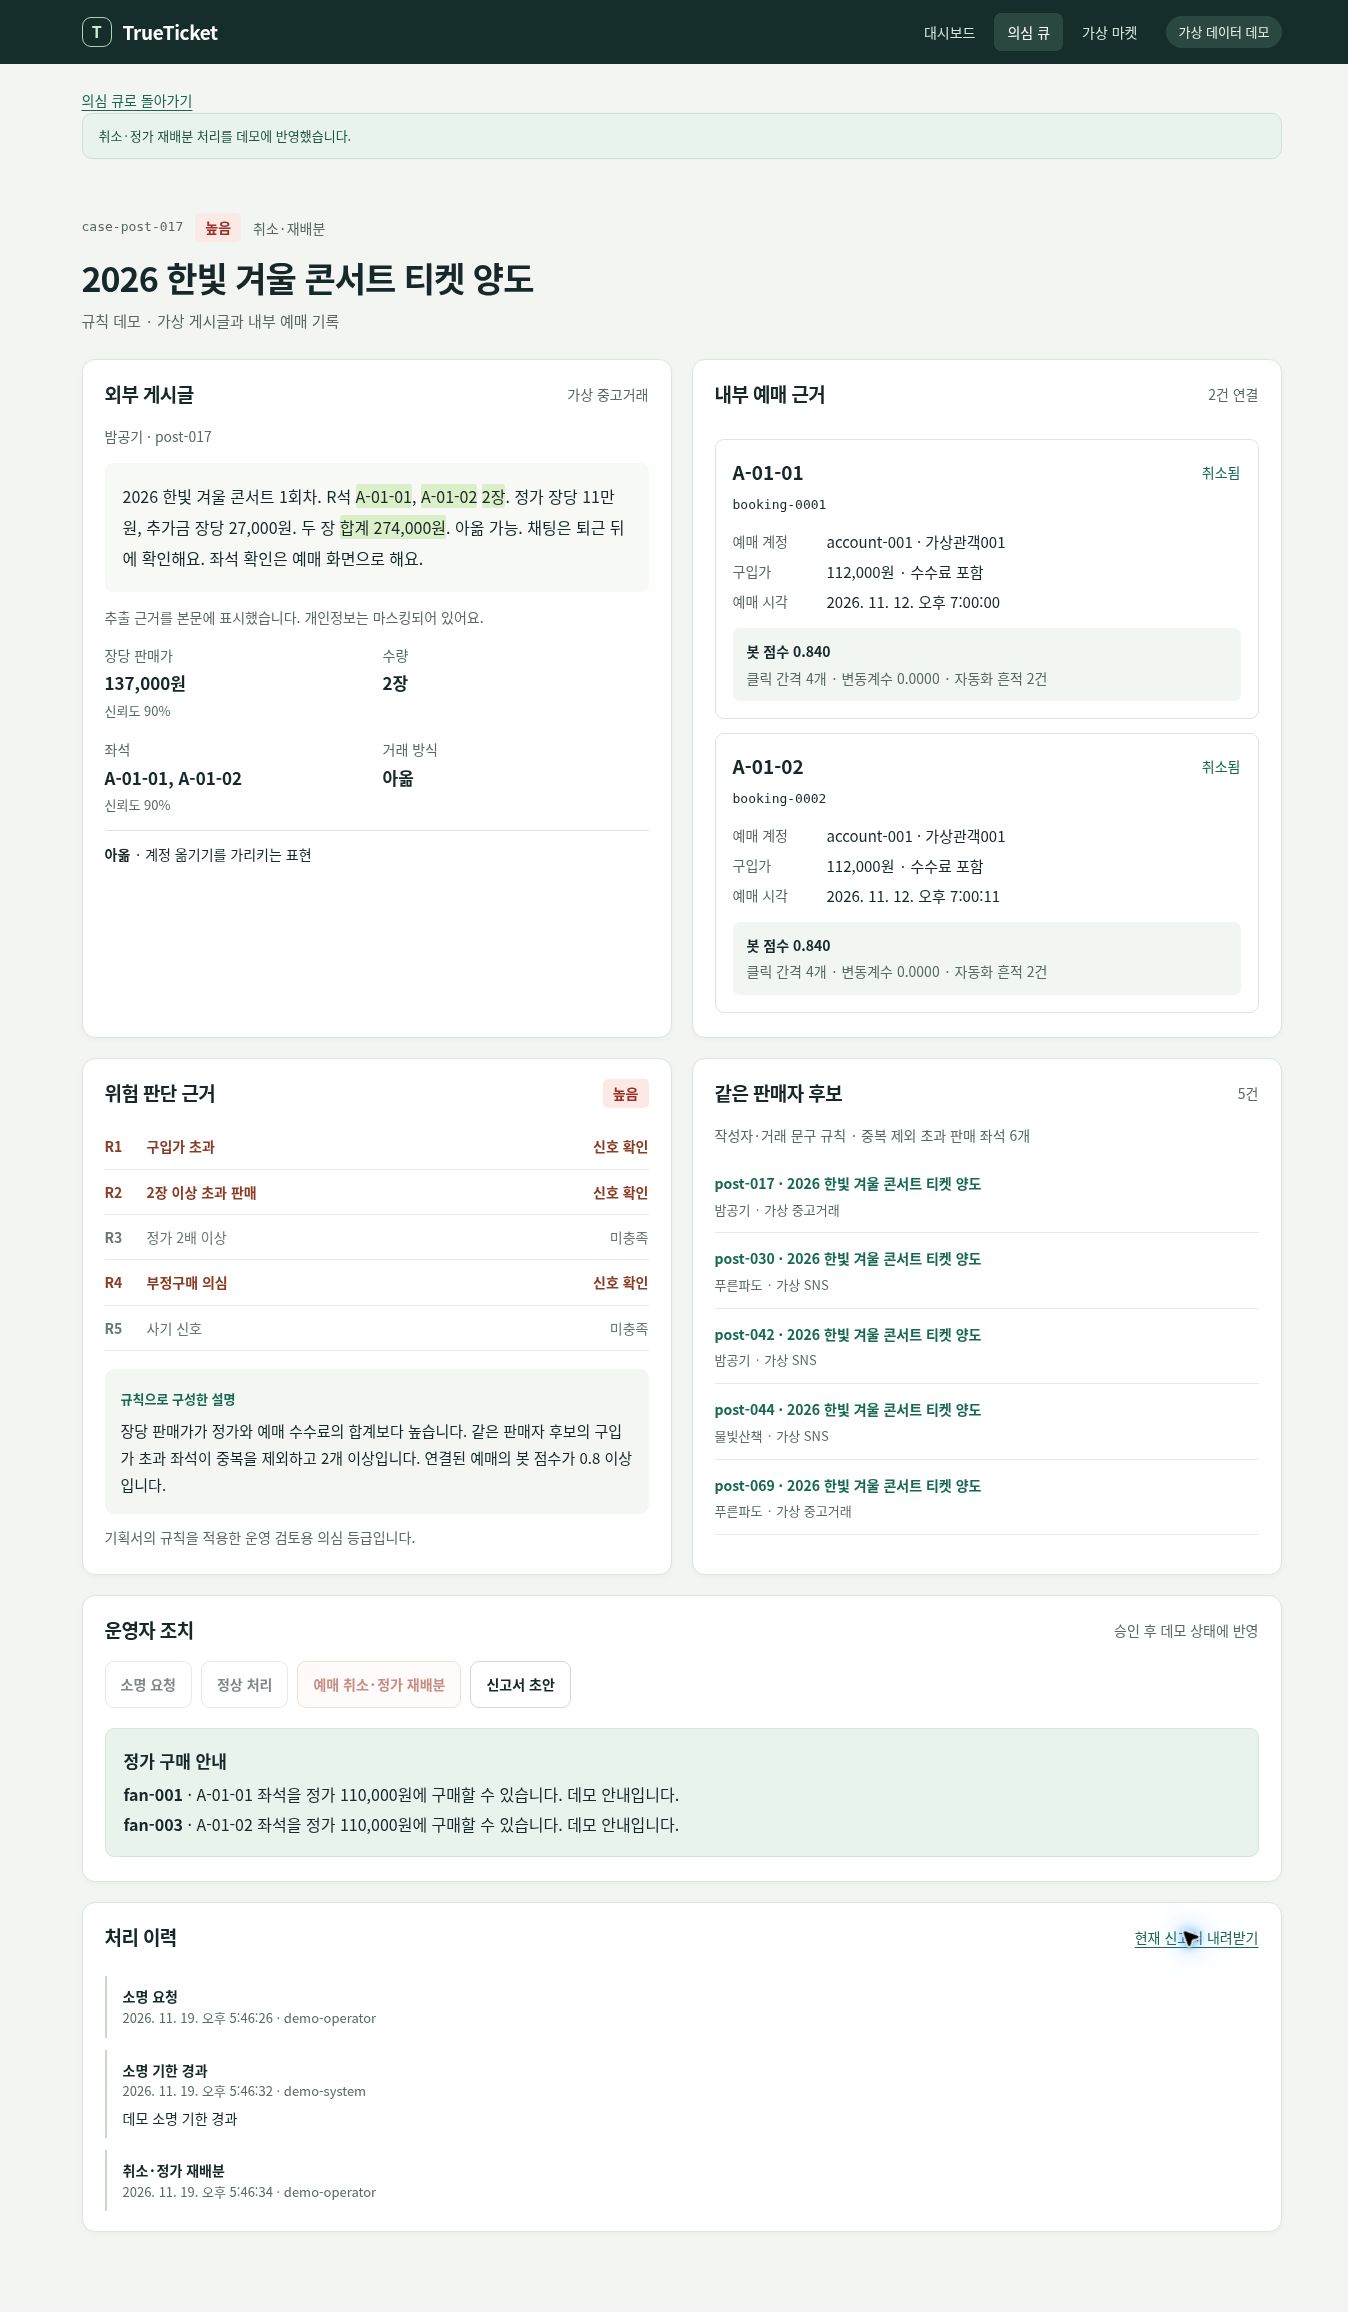 T TrueTicket 대시보드 의심 큐 가상 마켓 가상 데이터 데모
의심 큐로 돌아가기
취소·정가 재배분 처리를 데모에 반영했습니다.
case-post-017 높음 취소·재배분
2026 한빛 겨울 콘서트 티켓 양도
규칙 데모 · 가상 게시글과 내부 예매 기록
외부 게시글 가상 중고거래
밤공기 · post-017
2026 한빛 겨울 콘서트 1회차. R석 A-01-01, A-01-02 2장. 정가 장당 11만
원, 추가금 장당 27,000원. 두 장 합계 274,000원. 아옮 가능. 채팅은 퇴근 뒤
에 확인해요. 좌석 확인은 예매 화면으로 해요.
추출 근거를 본문에 표시했습니다. 개인정보는 마스킹되어 있어요.
장당 판매가 수량
137,000원 2장
신뢰도 90%
좌석 거래 방식
A-01-01, A-01-02 아옮
신뢰도 90%
아옮 · 계정 옮기기를 가리키는 표현
내부 예매 근거 2건 연결
A-01-01 취소됨
booking-0001
예매 계정 account-001 · 가상관객001
구입가 112,000원 · 수수료 포함
예매 시각 2026. 11. 12. 오후 7:00:00
봇 점수 0.840
클릭 간격 4개 · 변동계수 0.0000 · 자동화 흔적 2건
A-01-02 취소됨
booking-0002
예매 계정 account-001 · 가상관객001
구입가 112,000원 · 수수료 포함
예매 시각 2026. 11. 12. 오후 7:00:11
봇 점수 0.840
클릭 간격 4개 · 변동계수 0.0000 · 자동화 흔적 2건
위험 판단 근거 높음
R1 구입가 초과 신호 확인
R2 2장 이상 초과 판매 신호 확인
R3 정가 2배 이상 미충족
R4 부정구매 의심 신호 확인
R5 사기 신호 미충족
규칙으로 구성한 설명
장당 판매가가 정가와 예매 수수료의 합계보다 높습니다. 같은 판매자 후보의 구입
가 초과 좌석이 중복을 제외하고 2개 이상입니다. 연결된 예매의 봇 점수가 0.8 이상
입니다.
기획서의 규칙을 적용한 운영 검토용 의심 등급입니다.
같은 판매자 후보 5건
작성자·거래 문구 규칙 · 중복 제외 초과 판매 좌석 6개
post-017 · 2026 한빛 겨울 콘서트 티켓 양도
밤공기 · 가상 중고거래
post-030 · 2026 한빛 겨울 콘서트 티켓 양도
푸른파도 · 가상 SNS
post-042 · 2026 한빛 겨울 콘서트 티켓 양도
밤공기 · 가상 SNS
post-044 · 2026 한빛 겨울 콘서트 티켓 양도
물빛산책 · 가상 SNS
post-069 · 2026 한빛 겨울 콘서트 티켓 양도
푸른파도 · 가상 중고거래
운영자 조치 승인 후 데모 상태에 반영
소명 요청 정상 처리 예매 취소·정가 재배분 신고서 초안
정가 구매 안내
fan-001 · A-01-01 좌석을 정가 110,000원에 구매할 수 있습니다. 데모 안내입니다.
fan-003 · A-01-02 좌석을 정가 110,000원에 구매할 수 있습니다. 데모 안내입니다.
처리 이력 현재 내려받기
소명 요청
2026. 11. 19. 오후 5:46:26 · demo-operator
소명 기한 경과
2026. 11. 19. 오후 5:46:32 · demo-system
데모 소명 기한 경과
취소·정가 재배분
2026. 11. 19. 오후 5:46:34 · demo-operator